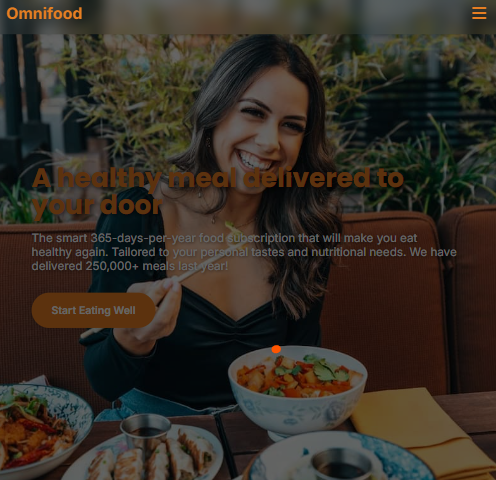 Omnifood
A healthy meal delivered to
your door
The smart 365-days-per-year food subscription that will make you eat
healthy again. Tailored to your personal tastes and nutritional needs. We have
delivered 250,000+ meals last year!
Start Eating Well